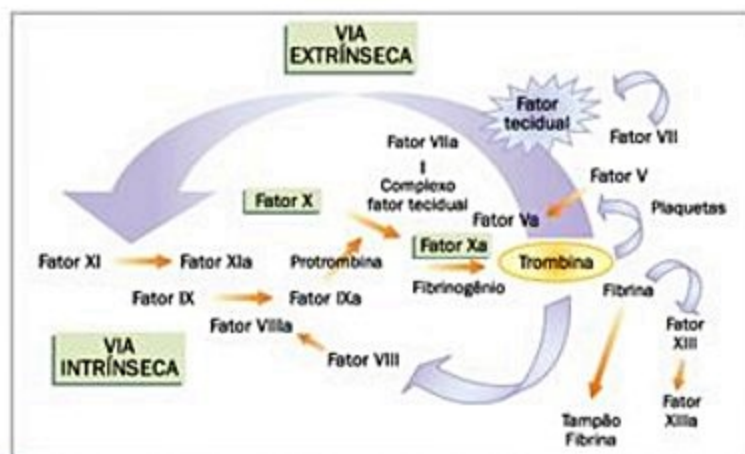 VIA
EXTRÍNSECA
Fator
tecidual
Fator VII
Fator VIIa
Complexo
fator tecidual
Fator V
Fator X
Fator Va
Plaquetas
Fator XI
Fator XIa
Protrombina
Fator Xa
Trombina
Fibrinogênio
Fibrina
Fator IX
Fator IXa
Fator VIIIa
Fator VIII
VIA
INTRÍNSECA
Fator
XIII
Fator
XIIIa
Tampão
Fibrina